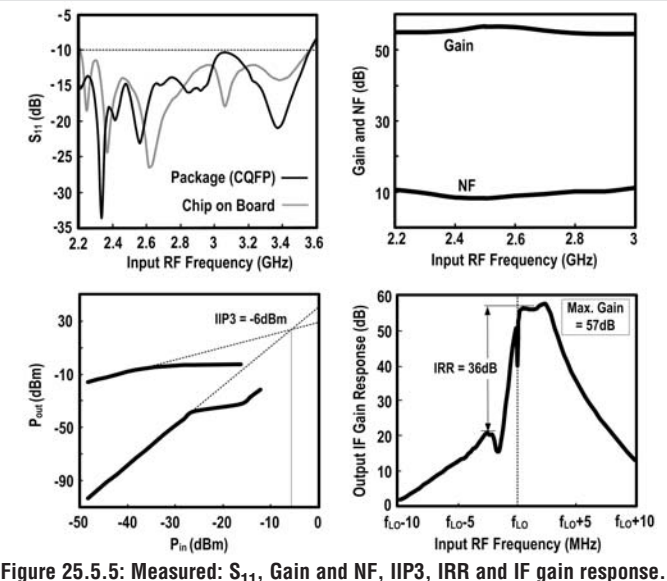 -5
-10
-15
-20
-25
-30
-35
S₁₁ (dB)
Package (CQFP)
Chip on Board
2.2 2.4 2.6 2.8 3 3.2 3.4 3.6
Input RF Frequency (GHz)
50
30
10
Gain and NF (dB)
Gain
NF
2.2 2.4 2.6 2.8 3
Input RF Frequency (GHz)
30
-10
-50
-90
Pout (dBm)
IIP3 = -6dBm
-50 -40 -30 -20 -10 0
Pin (dBm)
60
50
40
30
20
10
0
Output IF Gain Response (dB)
Max. Gain
= 57dB
IRR = 36dB
fLO-10 fLO-5 fLO fLO+5 fLO+10
Input RF Frequency (MHz)
Figure 25.5.5: Measured: S₁₁, Gain and NF, IIP3, IRR and IF gain response.